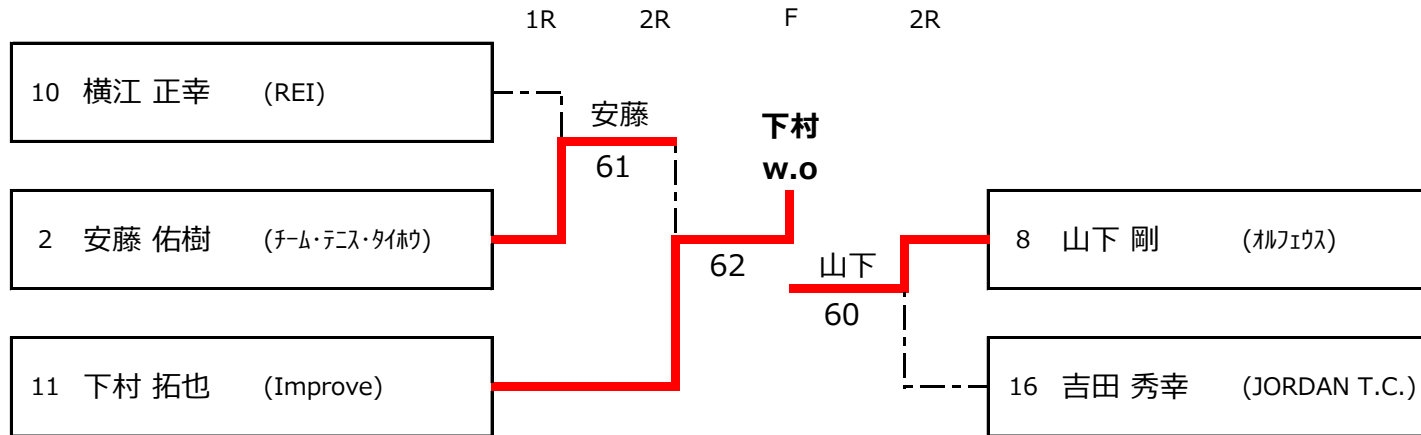 1R 2R F 2R
10 横江 正幸 (REI)
安藤
61
下村
w.o
2 安藤 佑樹 (ﾁｰﾑ・ﾃﾆｽ・ﾀｲﾎｳ)
62
山下
60
8 山下 剛 (ｵﾙﾌｪｳｽ)
11 下村 拓也 (Improve)
16 吉田 秀幸 (JORDAN T.C.)